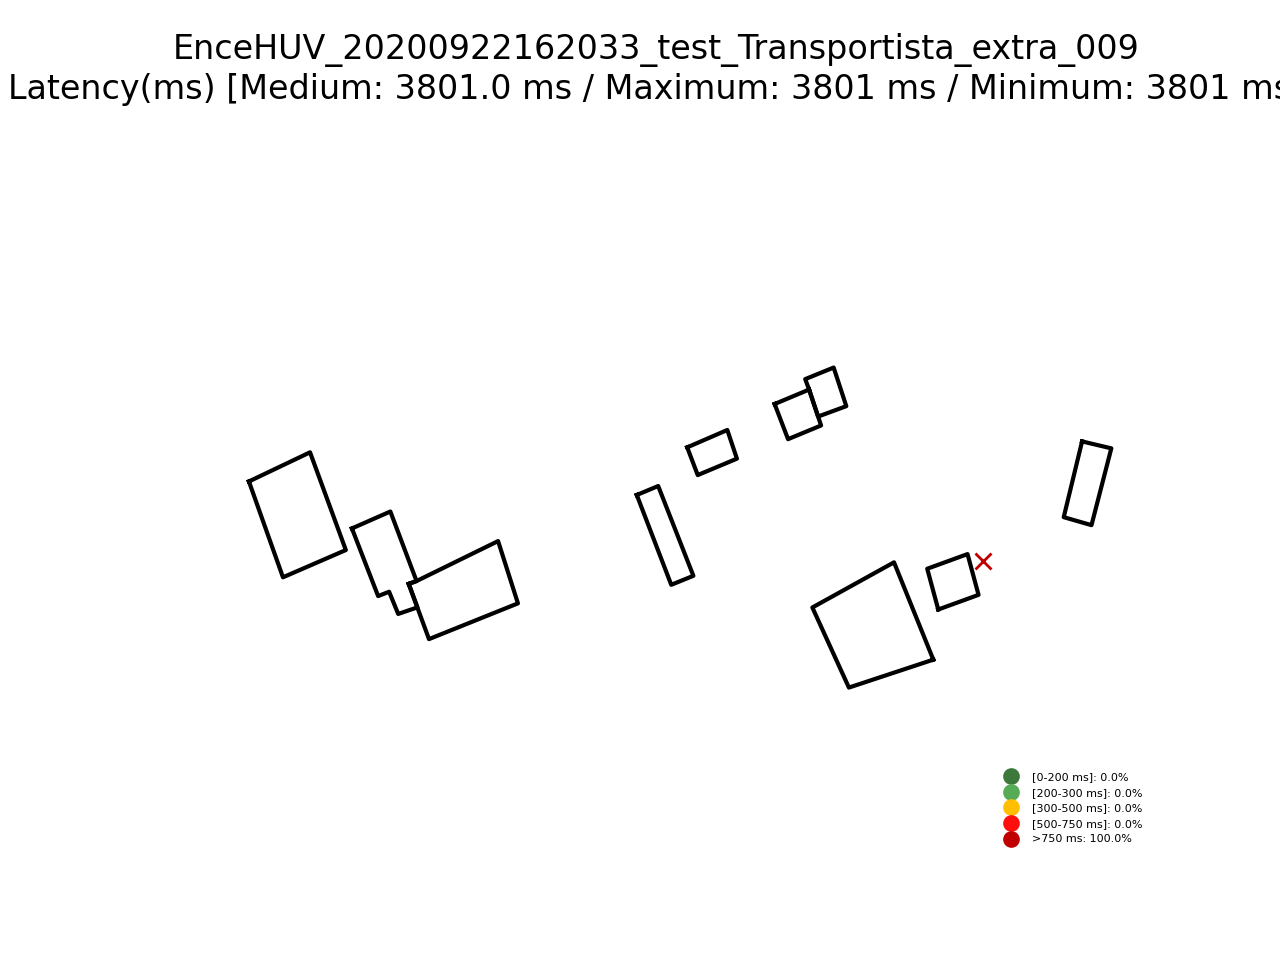 EnceHUV_20200922162033_test_Transportista_extra_009
Latency(ms) [Medium: 3801.0 ms / Maximum: 3801 ms / Minimum: 3801 ms
[0-200 ms]: 0.0%
[200-300 ms]: 0.0%
[300-500 ms]: 0.0%
[500-750 ms]: 0.0%
>750 ms: 100.0%